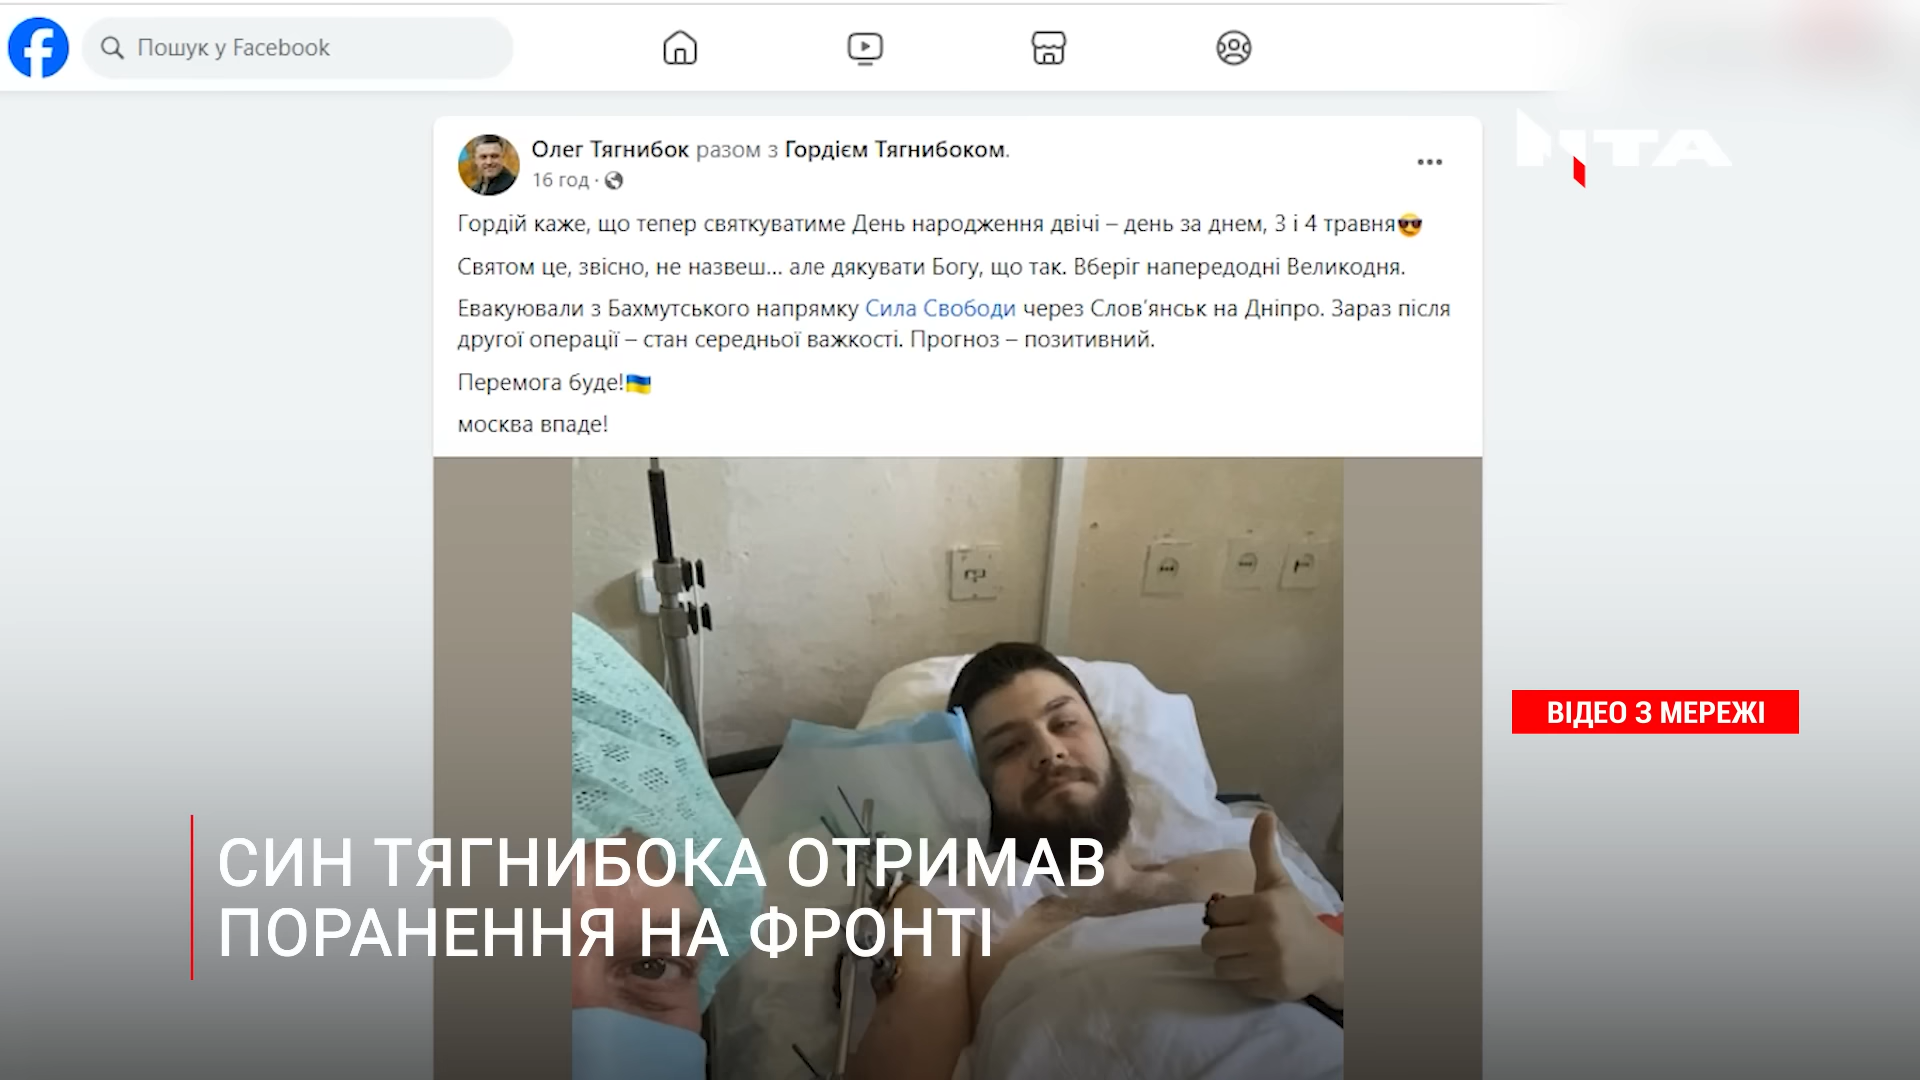 Пошук у Facebook
NTA
Олег Тягнибок разом з Гордієм Тягнибоком.
16 год ·
Гордій каже, що тепер святкуватиме День народження двічі – день за днем, 3 і 4 травня😎
Святом це, звісно, не назвеш... але дякувати Богу, що так. Вберіг напередодні Великодня.
Евакуювали з Бахмутського напрямку Сила Свободи через Слов'янськ на Дніпро. Зараз після
другої операції – стан середньої важкості. Прогноз – позитивний.
Перемога буде!🇺🇦
москва впаде!
ВІДЕО З МЕРЕЖІ
СИН ТЯГНИБОКА ОТРИМАВ
ПОРАНЕННЯ НА ФРОНТІ